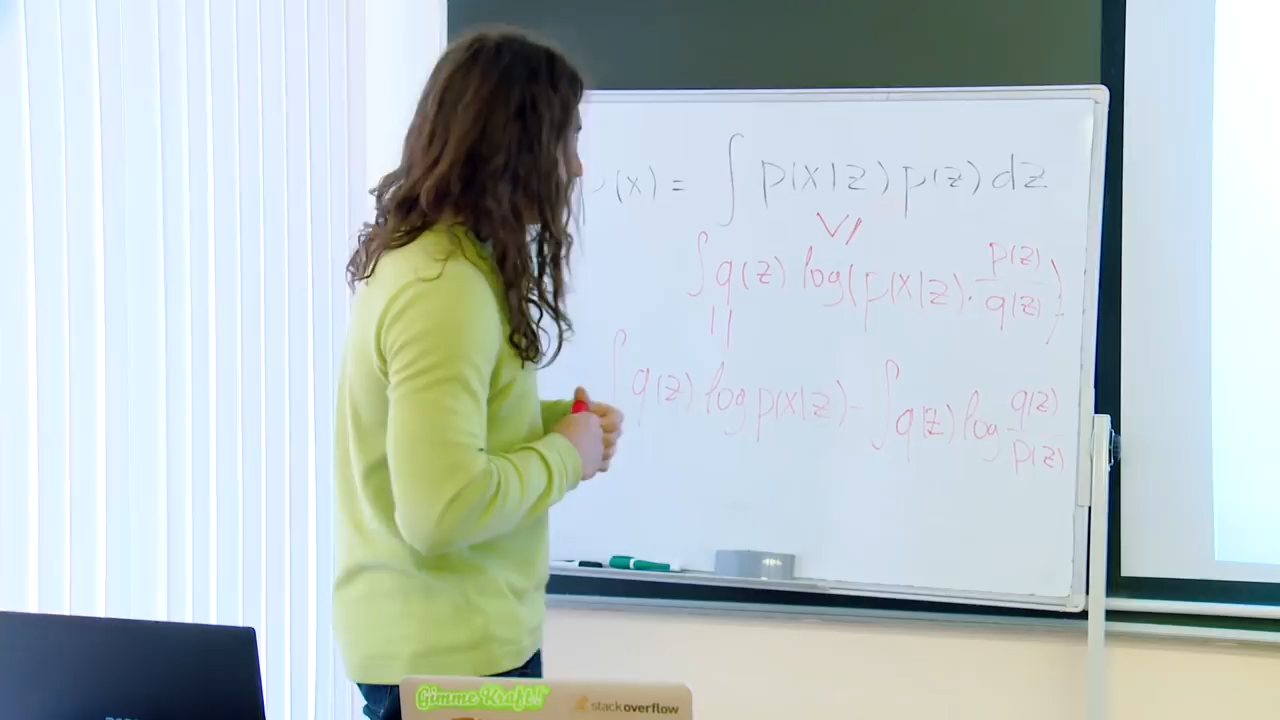 (x) = ∫ p(x|z) p(z) dz
V/
∫ q(z) log(p(x|z) · p(z)/q(z))
||
∫ q(z) log p(x|z) - ∫ q(z) log q(z)/p(z)
Gimme Kraft!
stackoverflow